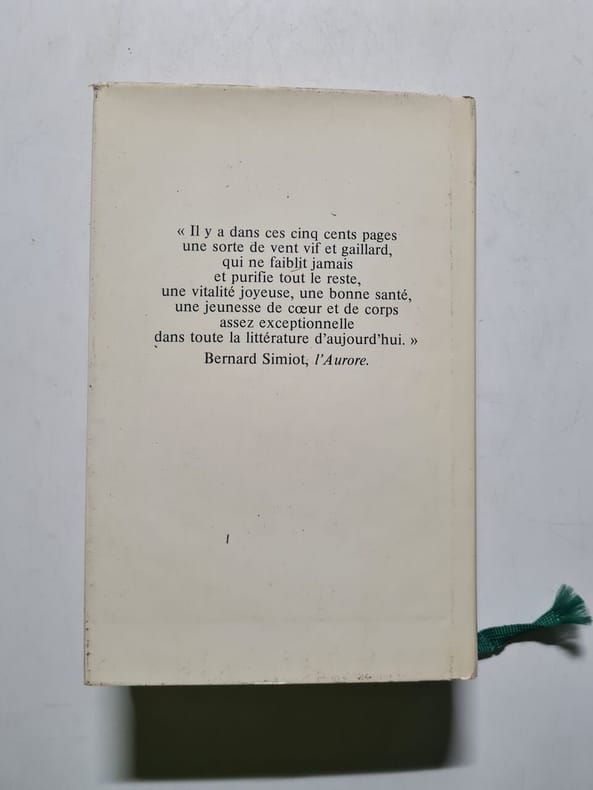 « Il y a dans ces cinq cents pages
une sorte de vent vif et gaillard,
qui ne faiblit jamais
et purifie tout le reste,
une vitalité joyeuse, une bonne santé,
une jeunesse de cœur et de corps
assez exceptionnelle
dans toute la littérature d'aujourd'hui. »
Bernard Simiot, l'Aurore.